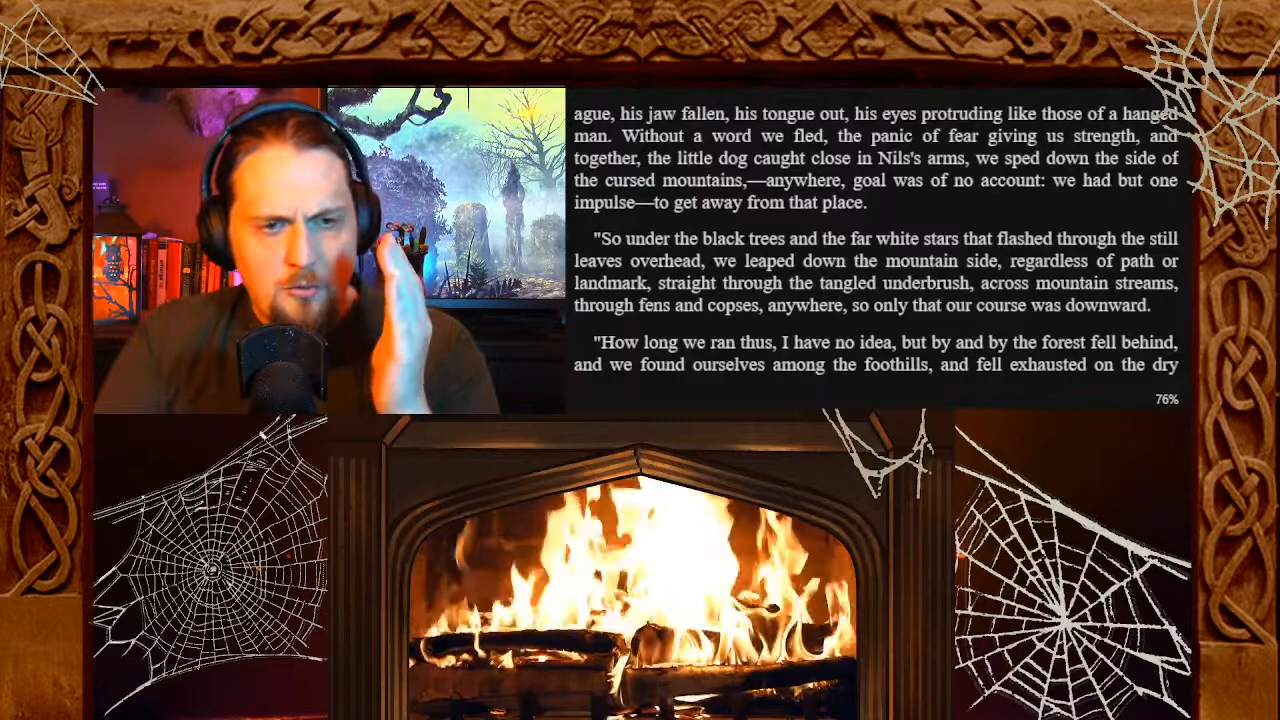 ague, his jaw fallen, his tongue out, his eyes protruding like those of a hanged
man. Without a word we fled, the panic of fear giving us strength, and
together, the little dog caught close in Nils's arms, we sped down the side of
the cursed mountains,—anywhere, goal was of no account: we had but one
impulse—to get away from that place.
"So under the black trees and the far white stars that flashed through the still
leaves overhead, we leaped down the mountain side, regardless of path or
landmark, straight through the tangled underbrush, across mountain streams,
through fens and copses, anywhere, so only that our course was downward.
"How long we ran thus, I have no idea, but by and by the forest fell behind,
and we found ourselves among the foothills, and fell exhausted on the dry
76%